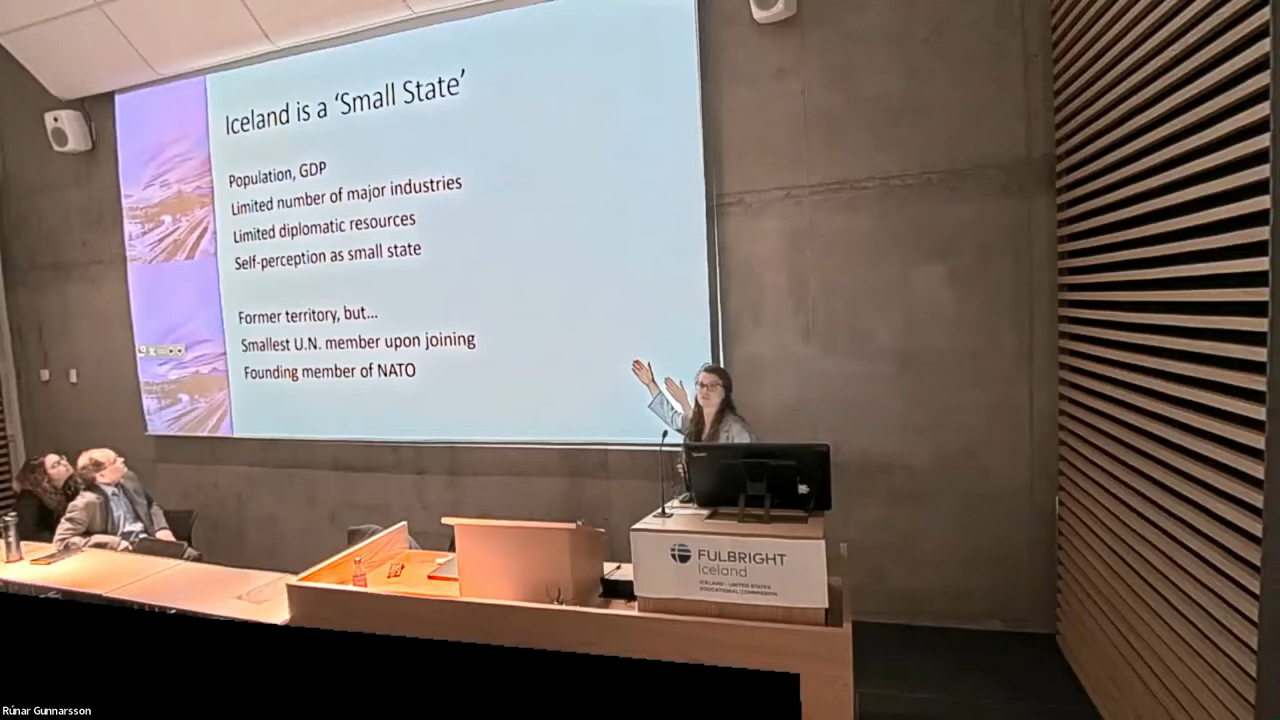 Iceland is a ‘Small State’
Population, GDP
Limited number of major industries
Limited diplomatic resources
Self-perception as small state
Former territory, but...
Smallest U.N. member upon joining
Founding member of NATO
FULBRIGHT
Iceland
ICELAND - UNITED STATES
EDUCATIONAL COMMISSION
Rúnar Gunnarsson